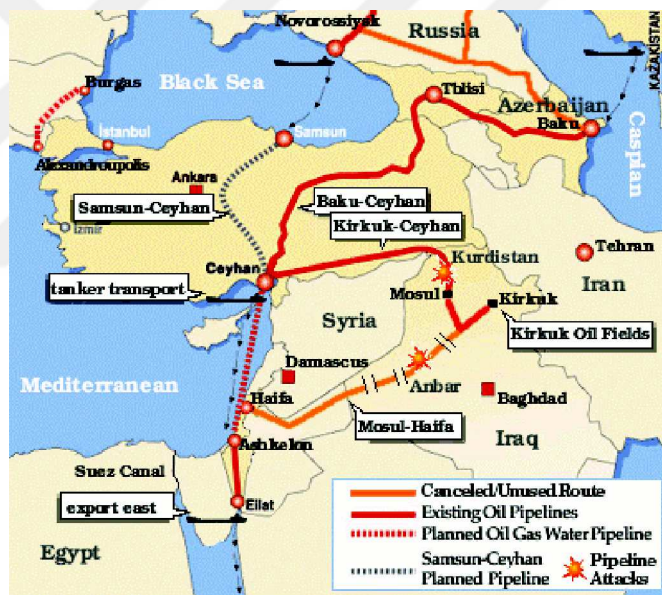 Novorossiysk
Russia
KAZAKISTAN
Black Sea
Burgas
Tblisi
Azerbaijan
Baku
Caspian
İstanbul
Samsun
Alexandroupolis
Ankara
Samsun-Ceyhan
Baku-Ceyhan
Kirkuk-Ceyhan
İzmir
Ceyhan
Kurdistan
Tehran
Iran
tanker transport
Mosul
Kirkuk
Syria
Kirkuk Oil Fields
Damascus
Mediterranean
Anbar
Baghdad
Haifa
Mosul-Haifa
Ashkelon
Iraq
Suez Canal
export east
Eilat
Egypt
Canceled/Unused Route
Existing Oil Pipelines
Planned Oil Gas Water Pipeline
Samsun-Ceyhan
Planned Pipeline
Pipeline
Attacks